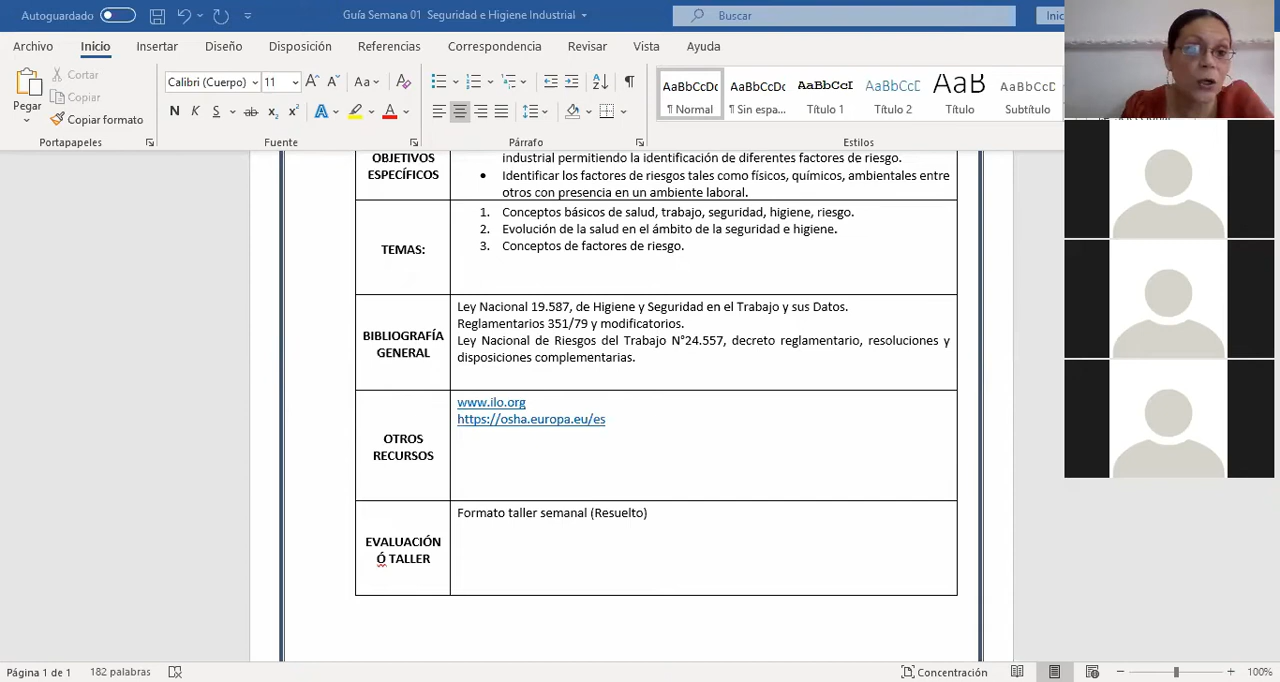 Autoguardado
Guía Semana 01 Seguridad e Higiene Industrial
Buscar
Inic
Archivo
Inicio
Insertar
Diseño
Disposición
Referencias
Correspondencia
Revisar
Vista
Ayuda
Pegar
Cortar
Copiar
Copiar formato
Portapapeles
Calibri (Cuerpo)
11
Aa
N K S ab x₂ x² A A
Fuente
Párrafo
AaBbCcDc AaBbCcDc AaBbCcI AaBbCcD AaB AaBbCcD
¶ Normal
¶ Sin espa...
Título 1
Título 2
Título
Subtítulo
Estilos
OBJETIVOS
ESPECÍFICOS
industrial permitiendo la identificación de diferentes factores de riesgo.
• Identificar los factores de riesgos tales como físicos, químicos, ambientales entre
otros con presencia en un ambiente laboral.
TEMAS:
1. Conceptos básicos de salud, trabajo, seguridad, higiene, riesgo.
2. Evolución de la salud en el ámbito de la seguridad e higiene.
3. Conceptos de factores de riesgo.
BIBLIOGRAFÍA
GENERAL
Ley Nacional 19.587, de Higiene y Seguridad en el Trabajo y sus Datos.
Reglamentarios 351/79 y modificatorios.
Ley Nacional de Riesgos del Trabajo N°24.557, decreto reglamentario, resoluciones y
disposiciones complementarias.
OTROS
RECURSOS
www.ilo.org
https://osha.europa.eu/es
EVALUACIÓN
Ó TALLER
Formato taller semanal (Resuelto)
Página 1 de 1
182 palabras
Concentración
100%